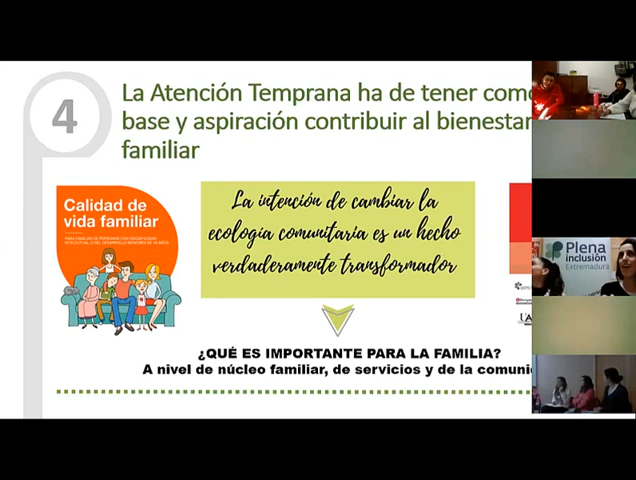 4
La Atención Temprana ha de tener como
base y aspiración contribuir al bienestar
familiar
Calidad de
vida familiar
La intención de cambiar la
ecología comunitaria es un hecho
verdaderamente transformador
¿QUÉ ES IMPORTANTE PARA LA FAMILIA?
A nivel de núcleo familiar, de servicios y de la comuni
Plena
inclusión
Extremadura